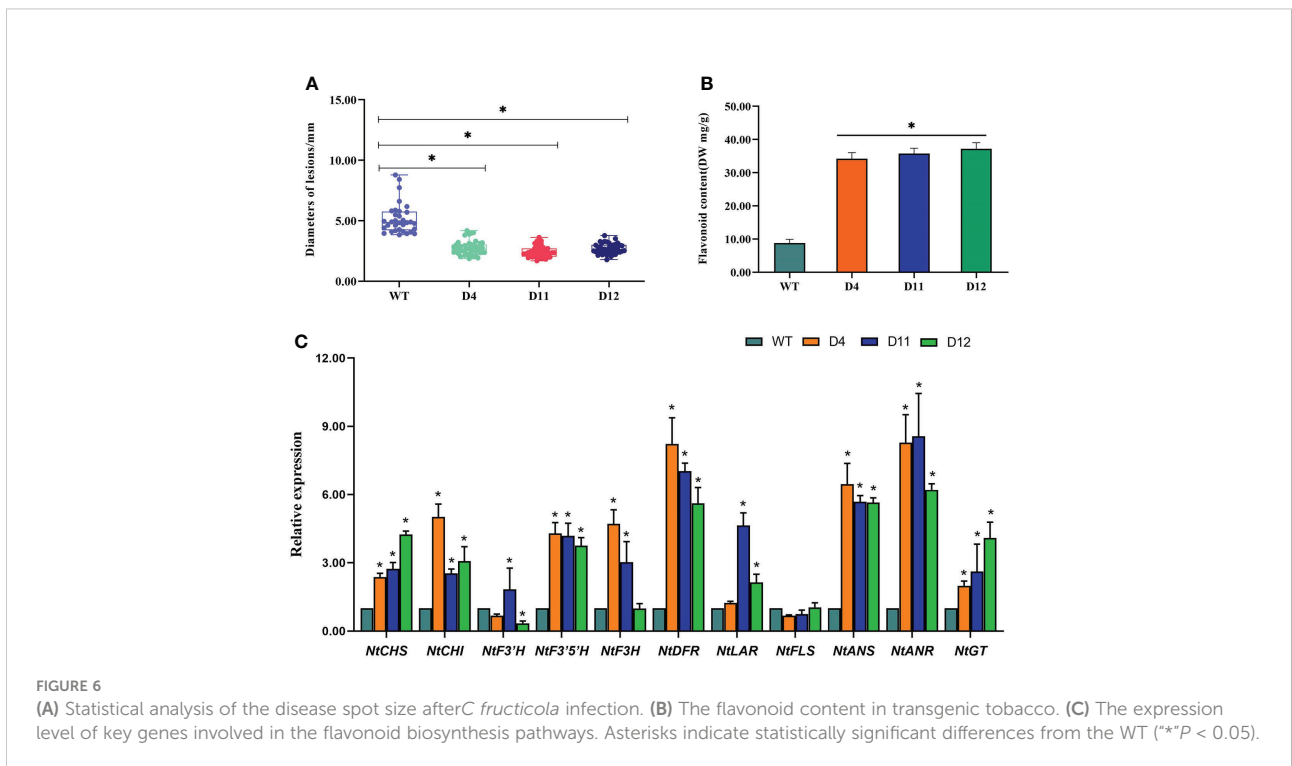 A
B
15.00
10.00
5.00
0.00
Diameters of lesions/mm
*
*
*
WT D4 D11 D12
50.00
40.00
30.00
20.00
10.00
0.00
Flavonoid content(DW mg/g)
*
WT D4 D11 D12
C
WT D4 D11 D12
12.00
9.00
6.00
3.00
0.00
Relative expression
* * * * * * * * * * * * * * * * * * * * * * * * * * *
NtCHS NtCHI NtF3'H NtF3'5'H NtF3H NtDFR NtLAR NtFLS NtANS NtANR NtGT
FIGURE 6
(A) Statistical analysis of the disease spot size afterC fructicola infection. (B) The flavonoid content in transgenic tobacco. (C) The expression
level of key genes involved in the flavonoid biosynthesis pathways. Asterisks indicate statistically significant differences from the WT ("*"P < 0.05).